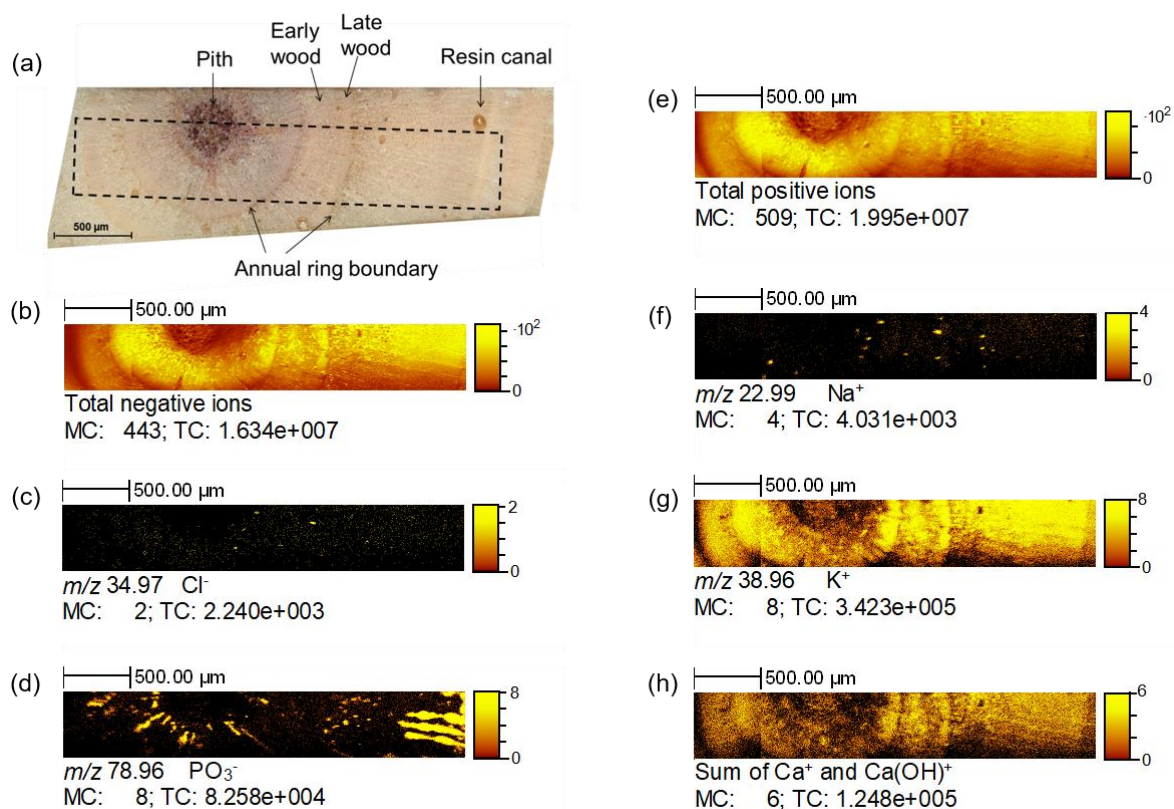 (a)
Pith
Early wood
Late wood
Resin canal
500 µm
Annual ring boundary
(b)
500.00 µm
·10²
0
Total negative ions
MC: 443; TC: 1.634e+007
(c)
500.00 µm
2
0
m/z 34.97 Cl⁻
MC: 2; TC: 2.240e+003
(d)
500.00 µm
8
0
m/z 78.96 PO₃⁻
MC: 8; TC: 8.258e+004
(e)
500.00 µm
·10²
0
Total positive ions
MC: 509; TC: 1.995e+007
(f)
500.00 µm
4
0
m/z 22.99 Na⁺
MC: 4; TC: 4.031e+003
(g)
500.00 µm
8
0
m/z 38.96 K⁺
MC: 8; TC: 3.423e+005
(h)
500.00 µm
6
0
Sum of Ca⁺ and Ca(OH)⁺
MC: 6; TC: 1.248e+005